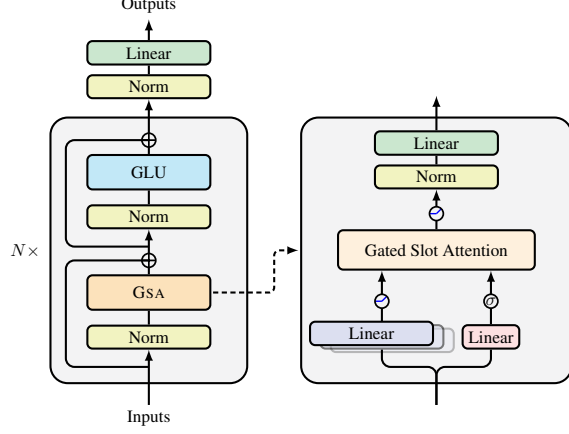 Outputs
Linear
Norm
GLU
Norm
N×
GSA
Norm
Inputs
Linear
Norm
Gated Slot Attention
σ
Linear
Linear